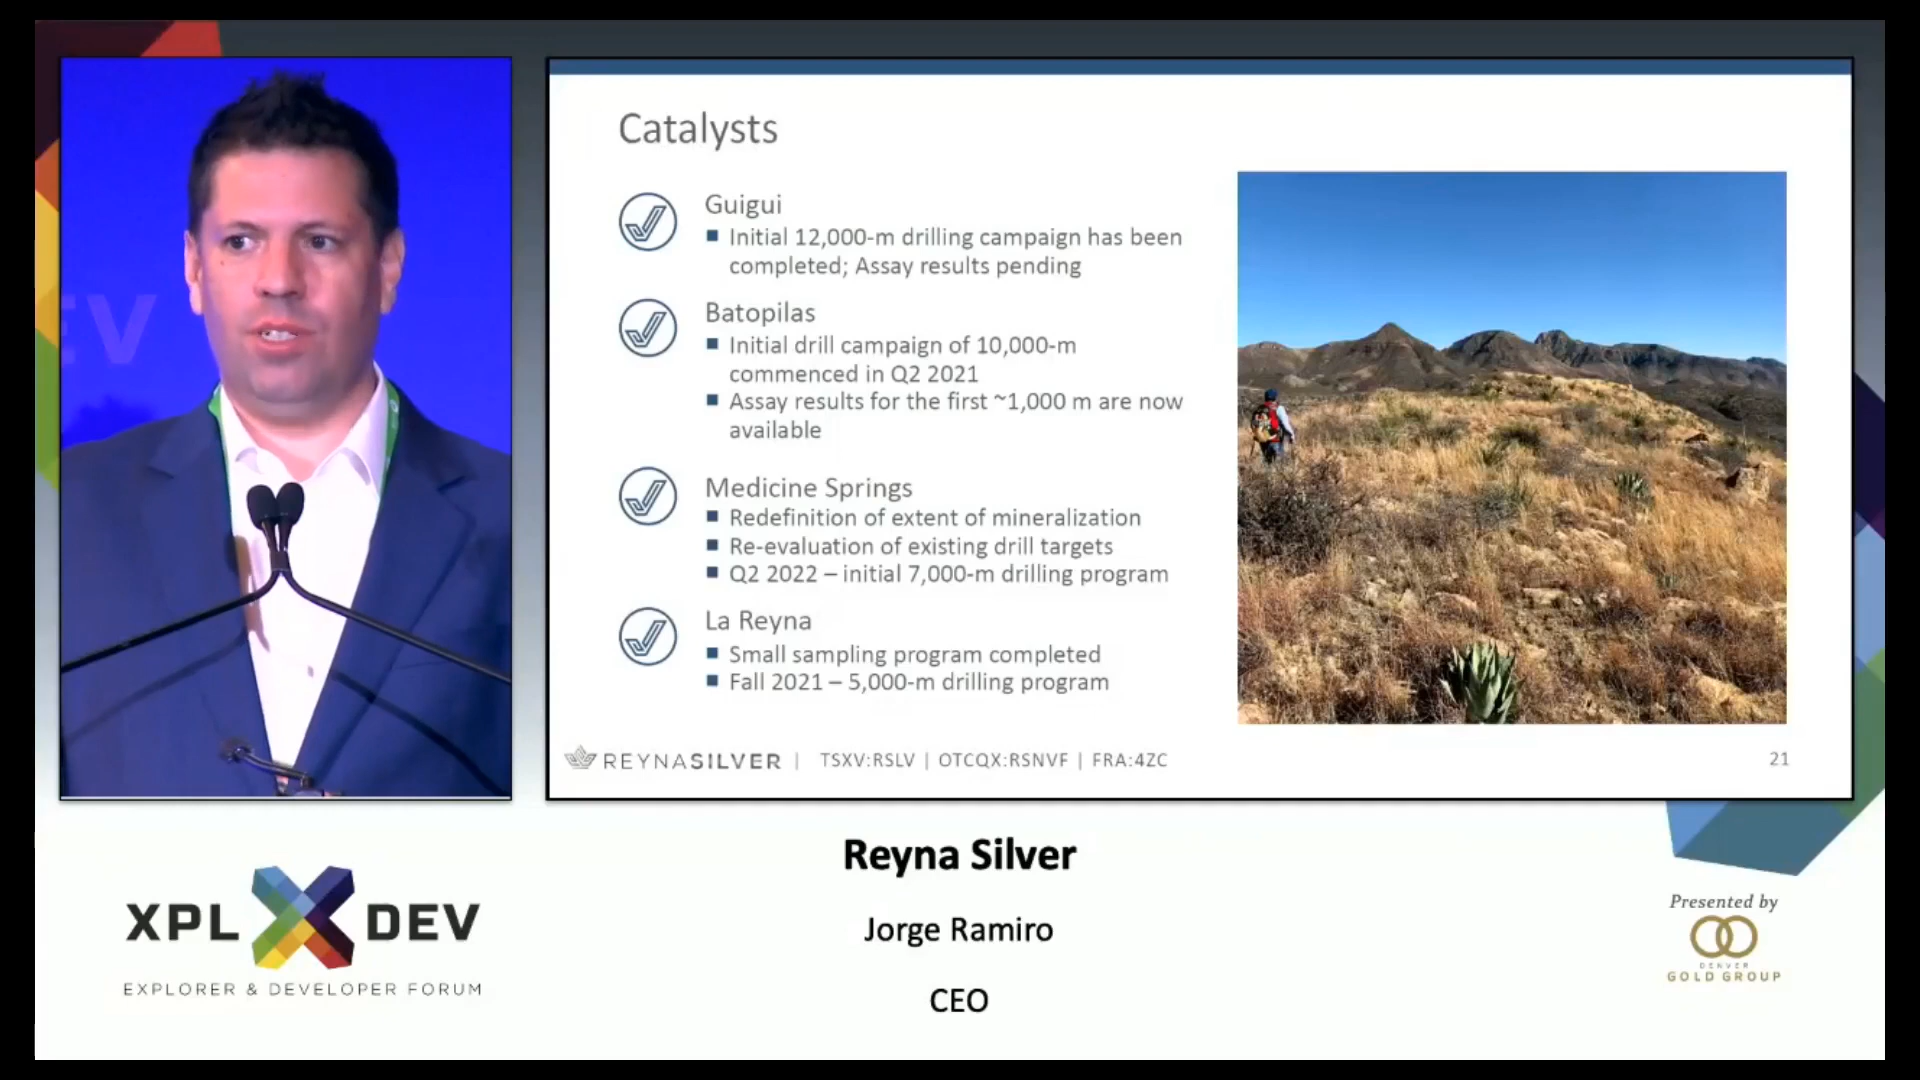 EV
Catalysts
Guigui
Initial 12,000-m drilling campaign has been
completed; Assay results pending
Batopilas
Initial drill campaign of 10,000-m
commenced in Q2 2021
Assay results for the first ~1,000 m are now
available
Medicine Springs
Redefinition of extent of mineralization
Re-evaluation of existing drill targets
Q2 2022 – initial 7,000-m drilling program
La Reyna
Small sampling program completed
Fall 2021 – 5,000-m drilling program
REYNASILVER | TSXV:RSLV | OTCQX:RSNVF | FRA:4ZC
21
Reyna Silver
Jorge Ramiro
CEO
XPL X DEV
EXPLORER & DEVELOPER FORUM
Presented by
DENVER
GOLD GROUP